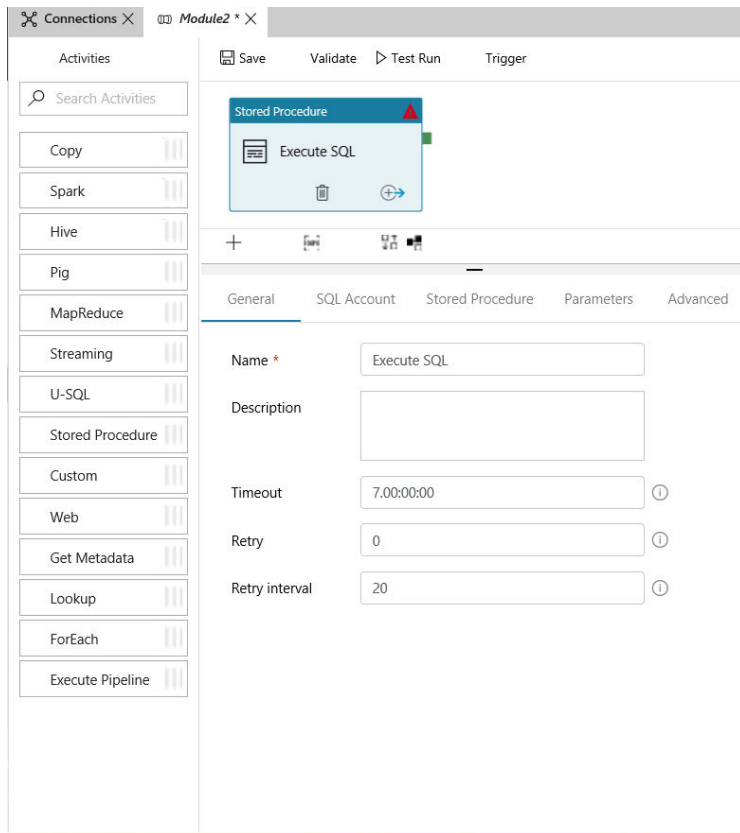 Connections
Module2 *
Activities
Save
Validate
Test Run
Trigger
Search Activities
Copy
Spark
Hive
Pig
MapReduce
Streaming
U-SQL
Stored Procedure
Custom
Web
Get Metadata
Lookup
ForEach
Execute Pipeline
Stored Procedure
Execute SQL
General
SQL Account
Stored Procedure
Parameters
Advanced
Name *
Execute SQL
Description
Timeout
7.00:00:00
Retry
0
Retry interval
20